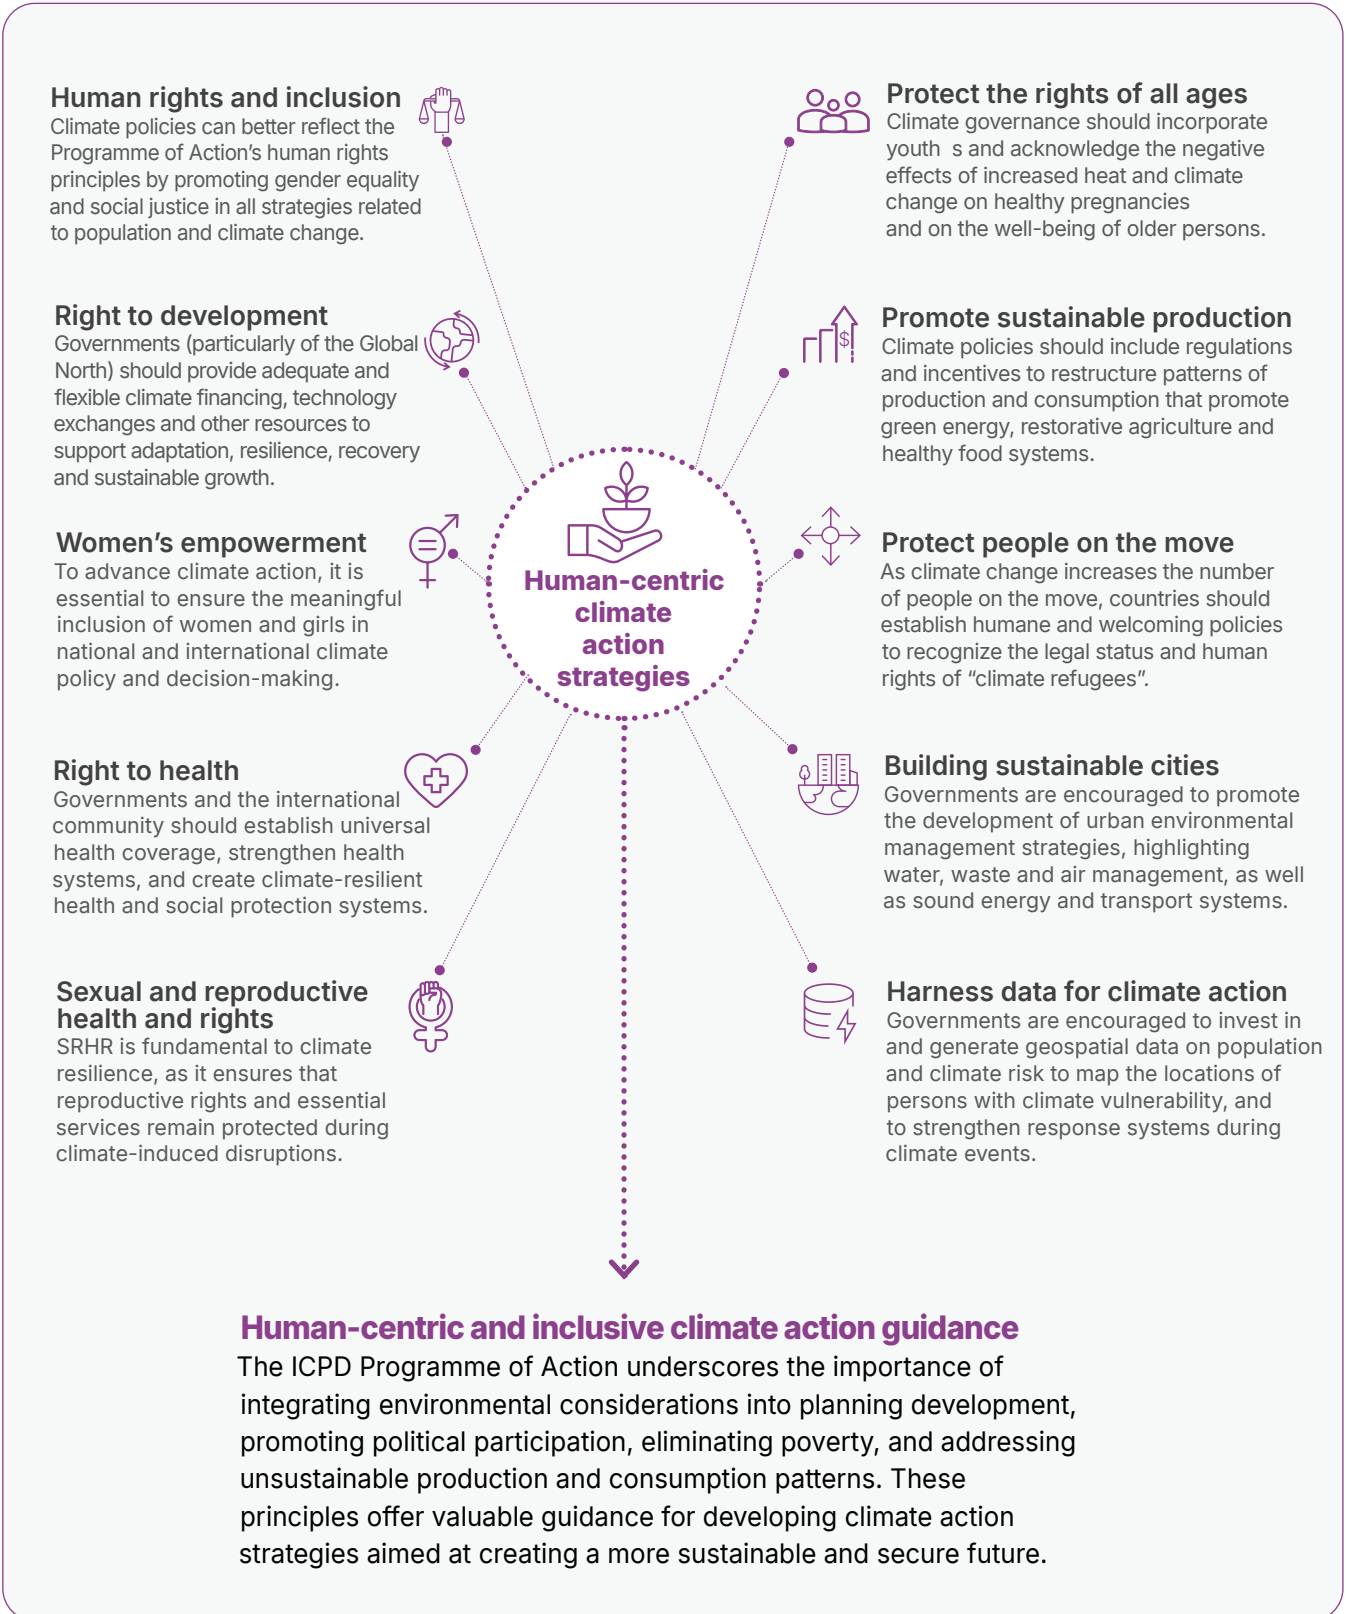 Human rights and inclusion
Climate policies can better reflect the
Programme of Action's human rights
principles by promoting gender equality
and social justice in all strategies related
to population and climate change.
Right to development
Governments (particularly of the Global
North) should provide adequate and
flexible climate financing, technology
exchanges and other resources to
support adaptation, resilience, recovery
and sustainable growth.
Women's empowerment
To advance climate action, it is
essential to ensure the meaningful
inclusion of women and girls in
national and international climate
policy and decision-making.
Right to health
Governments and the international
community should establish universal
health coverage, strengthen health
systems, and create climate-resilient
health and social protection systems.
Sexual and reproductive
health and rights
SRHR is fundamental to climate
resilience, as it ensures that
reproductive rights and essential
services remain protected during
climate-induced disruptions.
Human-centric
climate
action
strategies
Protect the rights of all ages
Climate governance should incorporate
youth  s and acknowledge the negative
effects of increased heat and climate
change on healthy pregnancies
and on the well-being of older persons.
$
Promote sustainable production
Climate policies should include regulations
and incentives to restructure patterns of
production and consumption that promote
green energy, restorative agriculture and
healthy food systems.
Protect people on the move
As climate change increases the number
of people on the move, countries should
establish humane and welcoming policies
to recognize the legal status and human
rights of “climate refugees”.
Building sustainable cities
Governments are encouraged to promote
the development of urban environmental
management strategies, highlighting
water, waste and air management, as well
as sound energy and transport systems.
Harness data for climate action
Governments are encouraged to invest in
and generate geospatial data on population
and climate risk to map the locations of
persons with climate vulnerability, and
to strengthen response systems during
climate events.
Human-centric and inclusive climate action guidance
The ICPD Programme of Action underscores the importance of
integrating environmental considerations into planning development,
promoting political participation, eliminating poverty, and addressing
unsustainable production and consumption patterns. These
principles offer valuable guidance for developing climate action
strategies aimed at creating a more sustainable and secure future.